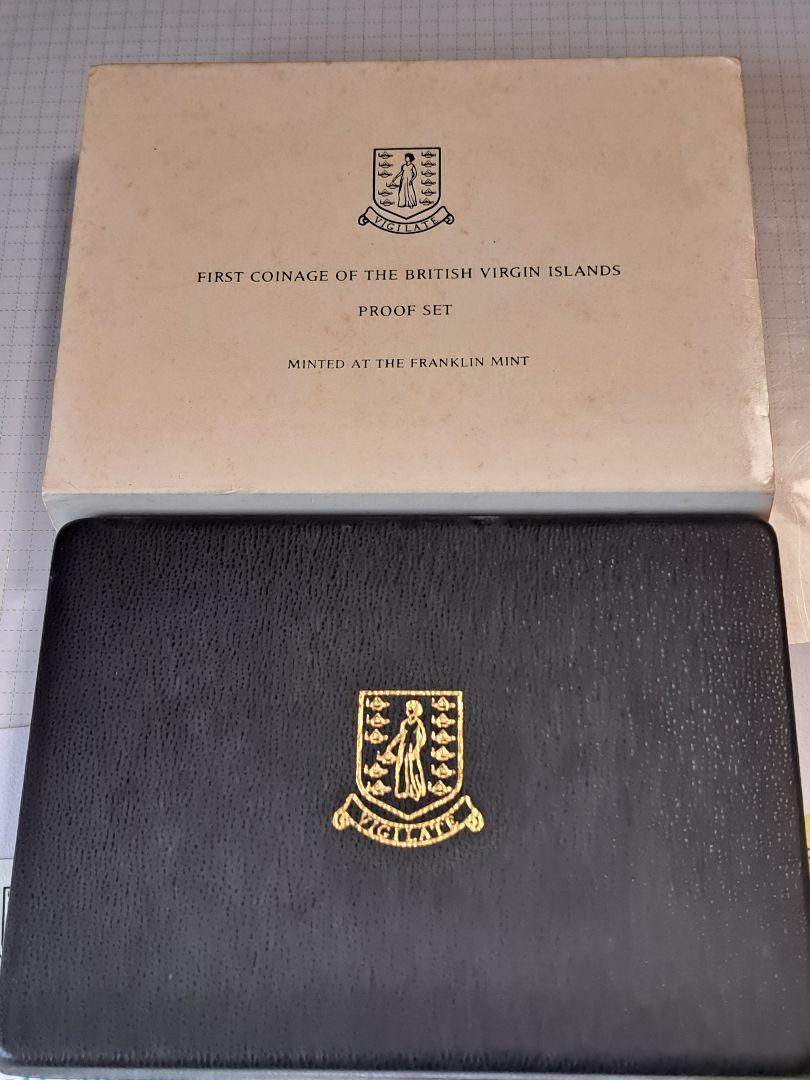 VIGILATE
FIRST COINAGE OF THE BRITISH VIRGIN ISLANDS
PROOF SET
MINTED AT THE FRANKLIN MINT
VIGILATE